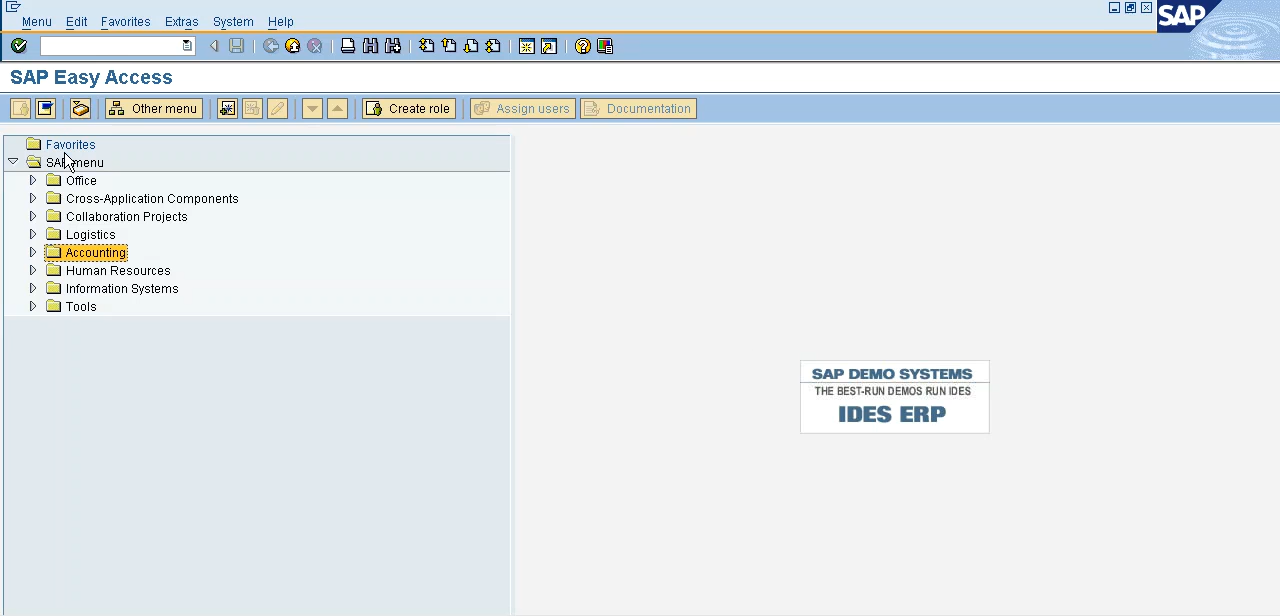 Menu Edit Favorites Extras System Help
SAP
SAP Easy Access
Other menu Create role Assign users Documentation
Favorites
SAP menu
Office
Cross-Application Components
Collaboration Projects
Logistics
Accounting
Human Resources
Information Systems
Tools
SAP DEMO SYSTEMS
THE BEST-RUN DEMOS RUN IDES
IDES ERP